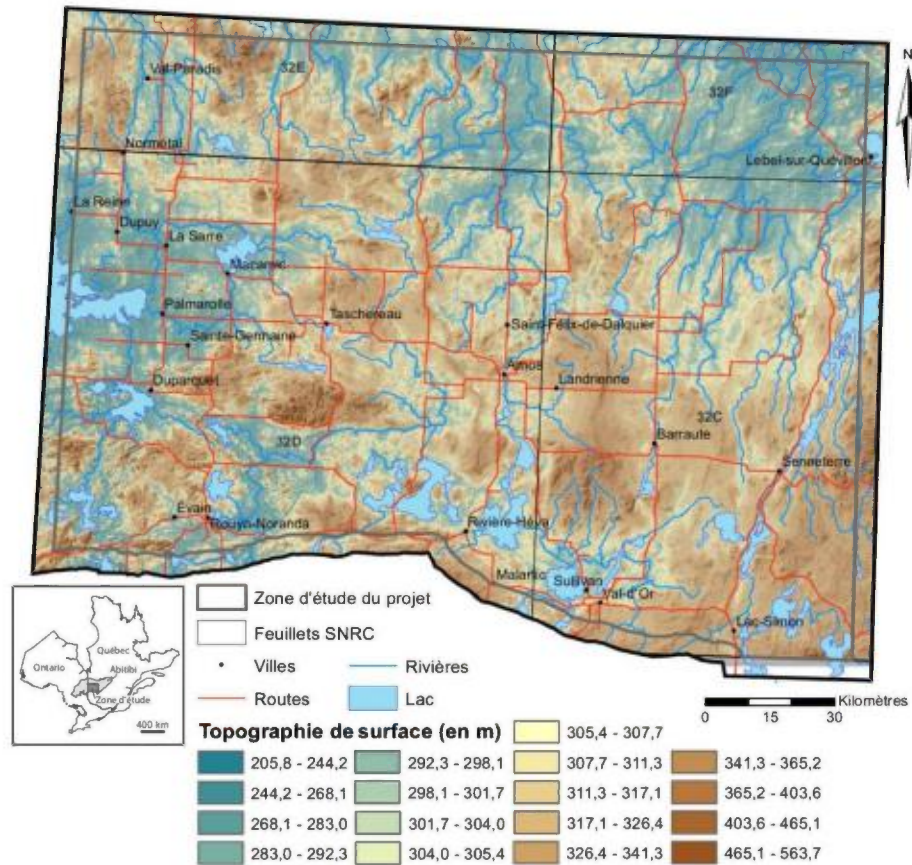 N
Val-Paradis
32E
32F
Normétal
Lebel-sur-Quévillon
La Reine
Dupuy
La Sarre
Macamic
Palmarolle
Taschereau
Saint-Félix-de-Dalquier
Sainte-Germaine
Amos
Duparquet
Landrienne
32C
32D
Barraute
Senneterre
Évain
Rouyn-Noranda
Rivière-Héva
Malartic
Sullivan
Val-d'Or
Lac-Simon
Québec
Ontario
Abitibi
Zone d'étude
400 km
Zone d'étude du projet
Feuillets SNRC
Villes
Rivières
Routes
Lac
Kilomètres
0 15 30
Topographie de surface (en m)
205,8 - 244,2
244,2 - 268,1
268,1 - 283,0
283,0 - 292,3
292,3 - 298,1
298,1 - 301,7
301,7 - 304,0
304,0 - 305,4
305,4 - 307,7
307,7 - 311,3
311,3 - 317,1
317,1 - 326,4
326,4 - 341,3
341,3 - 365,2
365,2 - 403,6
403,6 - 465,1
465,1 - 563,7